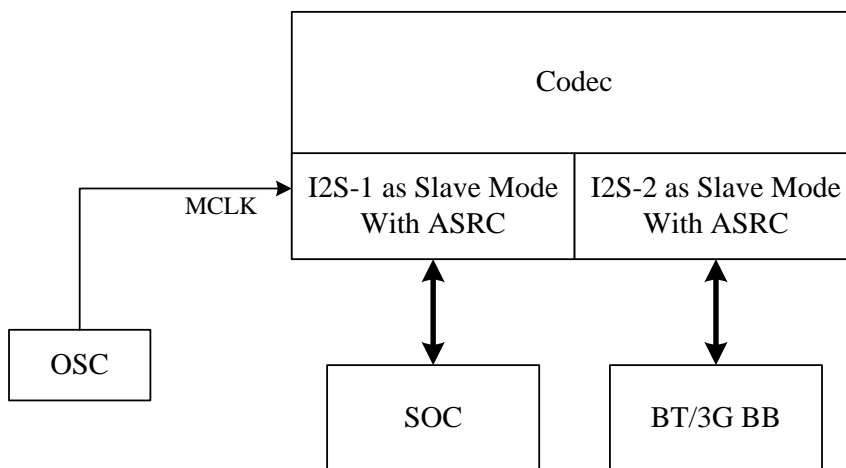 Codec
I2S-1 as Slave Mode
With ASRC
I2S-2 as Slave Mode
With ASRC
MCLK
OSC
SOC
BT/3G BB